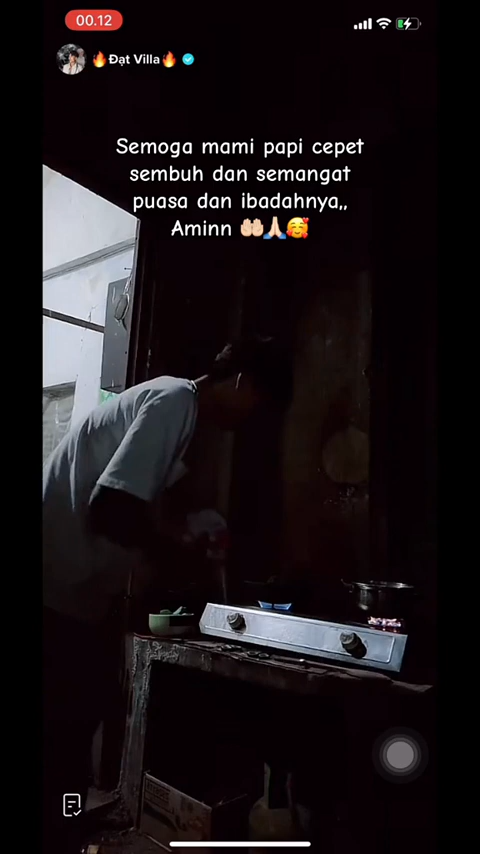 00.12
🔥Đạt Villa🔥
Semoga mami papi cepet
sembuh dan semangat
puasa dan ibadahnya,,
Aminn 🤲🏻🙏🏻🥰